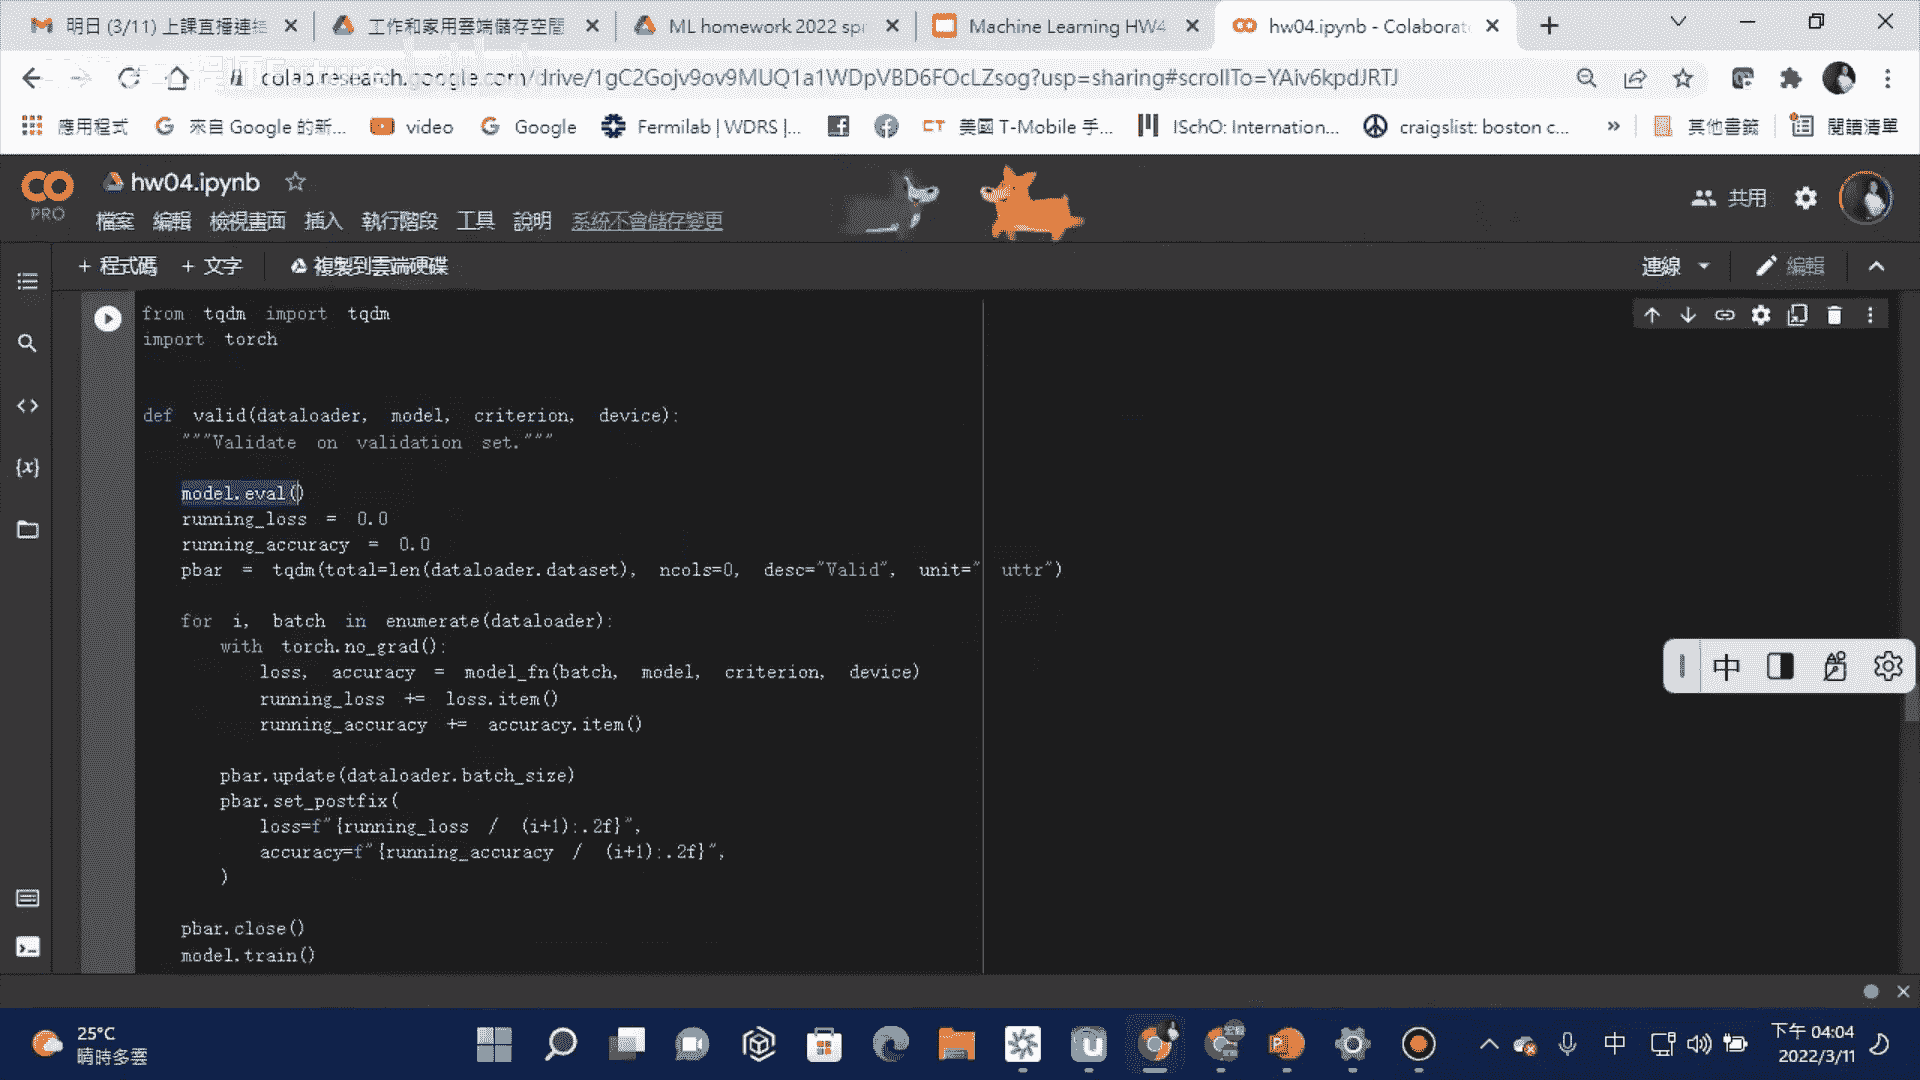 明日 (3/11) 上課直播連結
工作和家用雲端儲存空間
ML homework 2022 spr
Machine Learning HW4
hw04.ipynb - Colaborato
colab.research.google.com/drive/1gC2Gojv9ov9MUQ1a1WDpVBD6FOcLZsog?usp=sharing#scrollTo=YAiv6kpdJRTJ
應用程式
來自 Google 的新...
video
Google
Fermilab | WDRS |...
美國 T-Mobile 手...
ISchO: Internation...
craigslist: boston c...
»
其他書籤
閱讀清單
CO
PRO
hw04.ipynb
共用
檔案 編輯 檢視畫面 插入 執行階段 工具 說明 系統不會儲存變更
+ 程式碼 + 文字 複製到雲端硬碟
連線
編輯
from tqdm import tqdm
import torch
def valid(dataloader, model, criterion, device):
"""Validate on validation set."""
model.eval()
running_loss = 0.0
running_accuracy = 0.0
pbar = tqdm(total=len(dataloader.dataset), ncols=0, desc="Valid", unit=" uttr")
for i, batch in enumerate(dataloader):
with torch.no_grad():
loss, accuracy = model_fn(batch, model, criterion, device)
running_loss += loss.item()
running_accuracy += accuracy.item()
pbar.update(dataloader.batch_size)
pbar.set_postfix(
loss=f"{running_loss / (i+1):.2f}",
accuracy=f"{running_accuracy / (i+1):.2f}",
)
pbar.close()
model.train()
中
25°C
晴時多雲
中
下午 04:04
2022/3/11